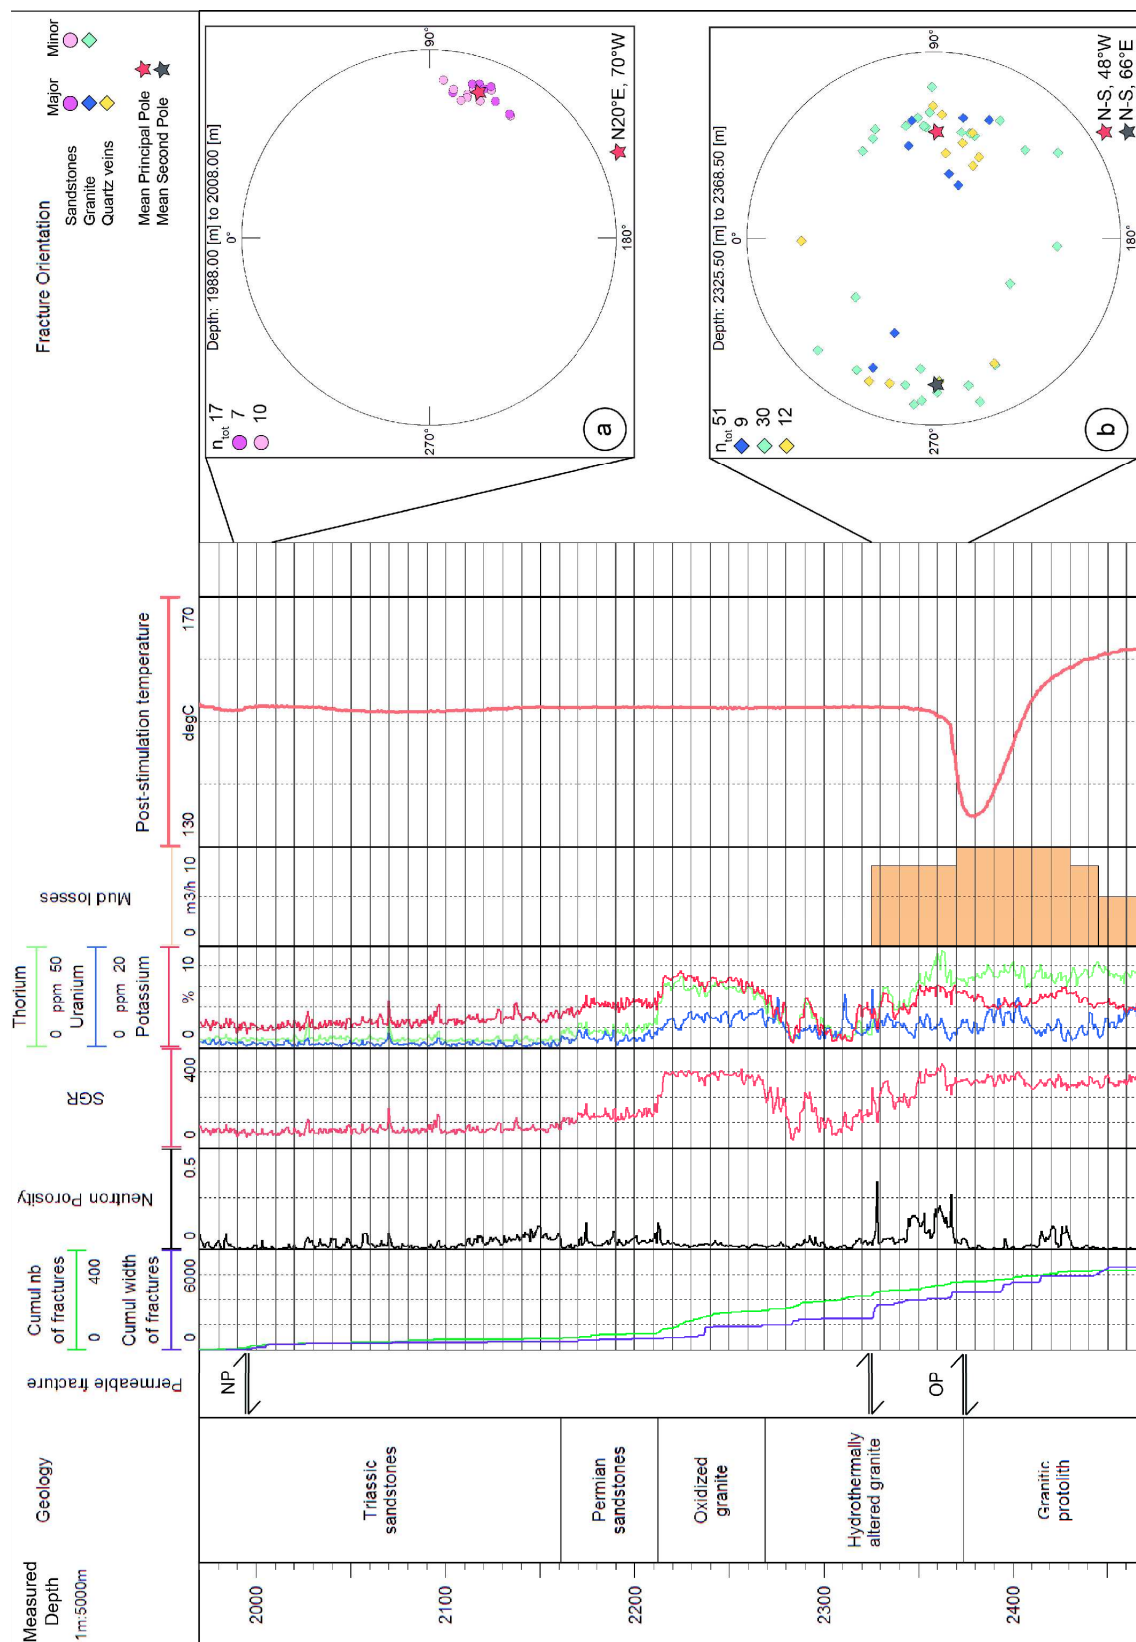 Measured
Depth
1m:5000m
2000
2100
2200
2300
2400
Geology
Triassic
sandstones
Permian
sandstones
Oxidized
granite
Hydrothermally
altered granite
Granitic
protolith
Permeable fracture
NP
OP
Cumul nb
of fractures
0 400
Cumul width
of fractures
0 6000
Neutron Porosity
0 0.5
SGR
0 400
Thorium
0 ppm 50
Uranium
0 ppm 20
Potassium
% 10
Mud losses
0 m3/h 10
Post-stimulation temperature
130 degC 170
Fracture Orientation
Major Minor
Sandstones
Granite
Quartz veins
Mean Principal Pole
Mean Second Pole
Depth: 1988.00 [m] to 2008.00 [m]
ntot 17
7
10
0°
90°
180°
270°
a
N20°E, 70°W
Depth: 2325.50 [m] to 2368.50 [m]
ntot 51
9
30
12
0°
90°
180°
270°
b
N-S, 48°W
N-S, 66°E